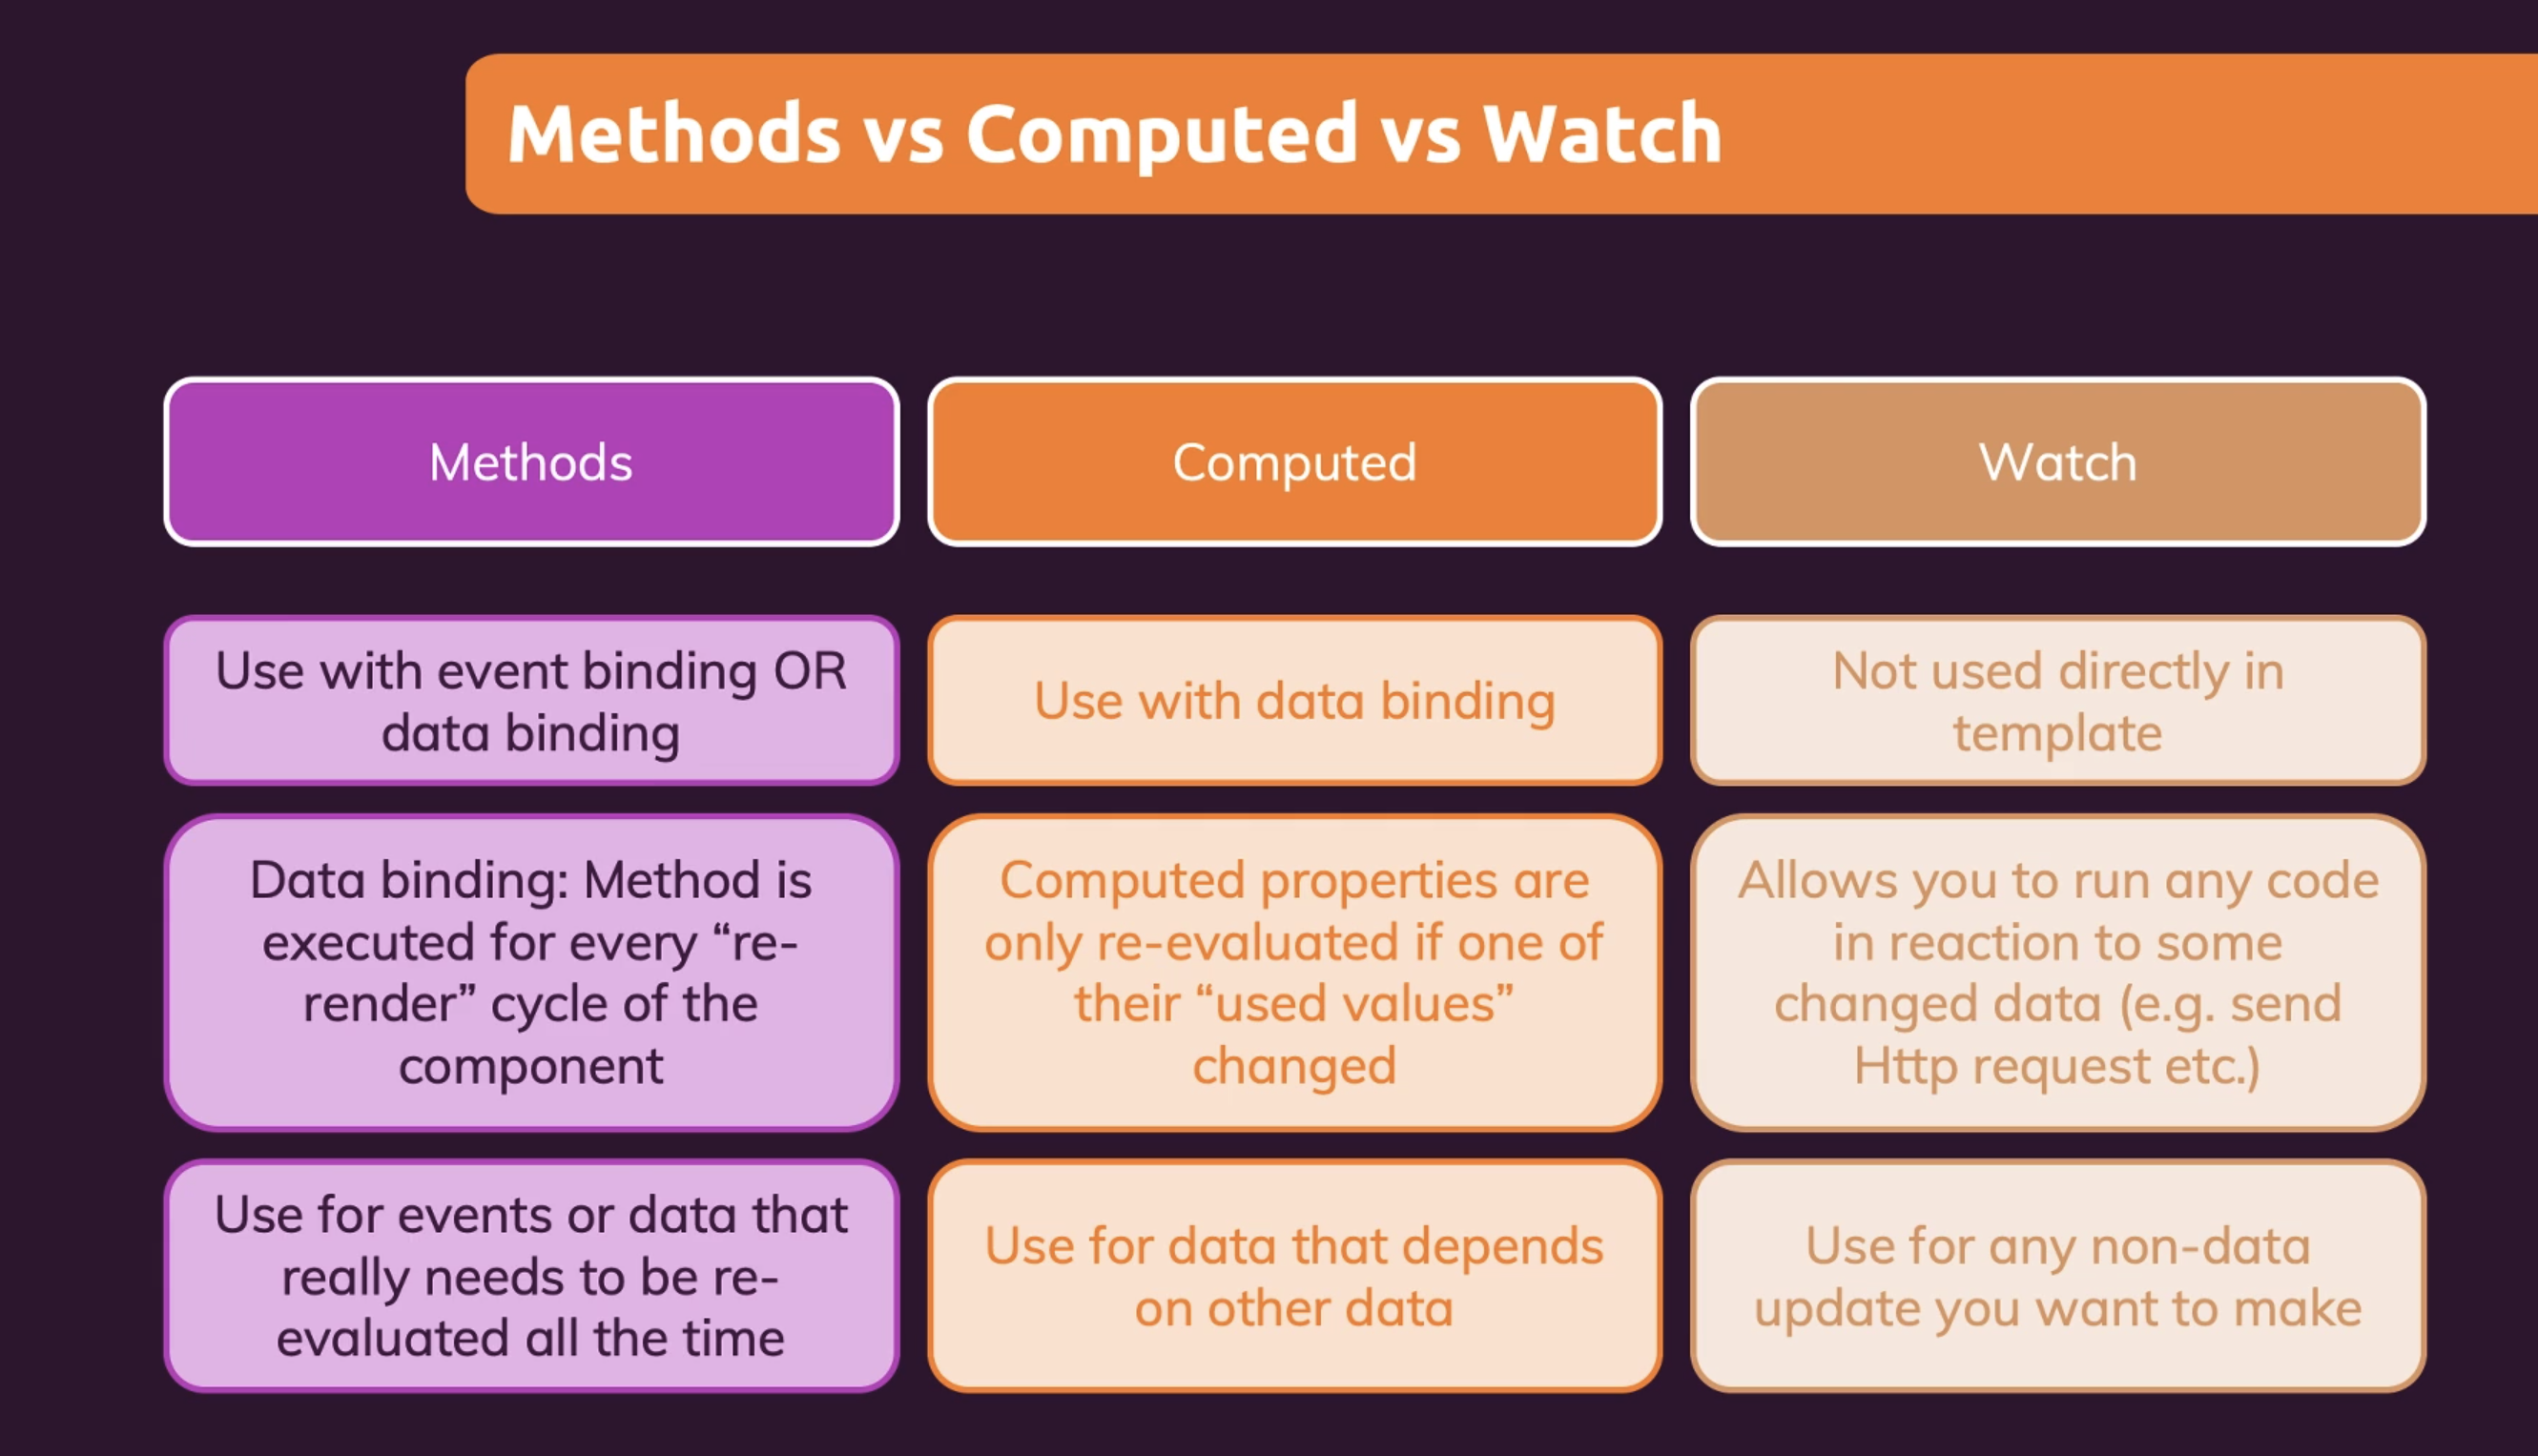 Methods vs Computed vs Watch
Methods
Computed
Watch
Use with event binding OR
data binding
Use with data binding
Not used directly in
template
Data binding: Method is
executed for every “re-
render” cycle of the
component
Computed properties are
only re-evaluated if one of
their “used values”
changed
Allows you to run any code
in reaction to some
changed data (e.g. send
Http request etc.)
Use for events or data that
really needs to be re-
evaluated all the time
Use for data that depends
on other data
Use for any non-data
update you want to make